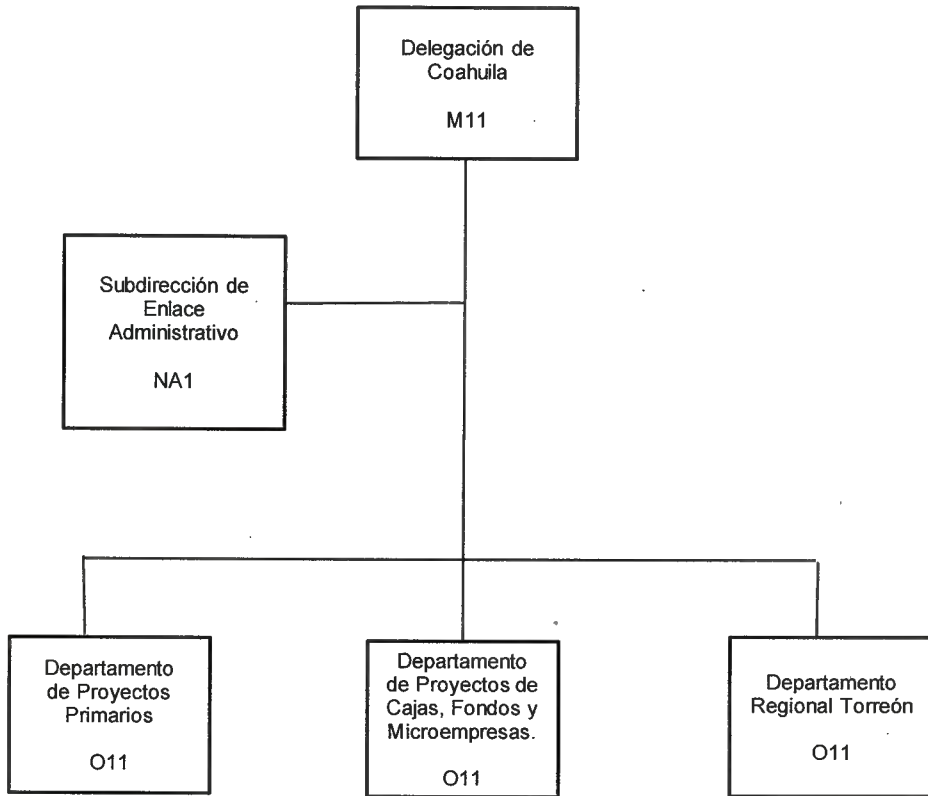 Delegación de
Coahuila
M11
Subdirección de
Enlace
Administrativo
NA1
Departamento
de Proyectos
Primarios
O11
Departamento
de Proyectos de
Cajas, Fondos y
Microempresas.
O11
Departamento
Regional Torreón
O11